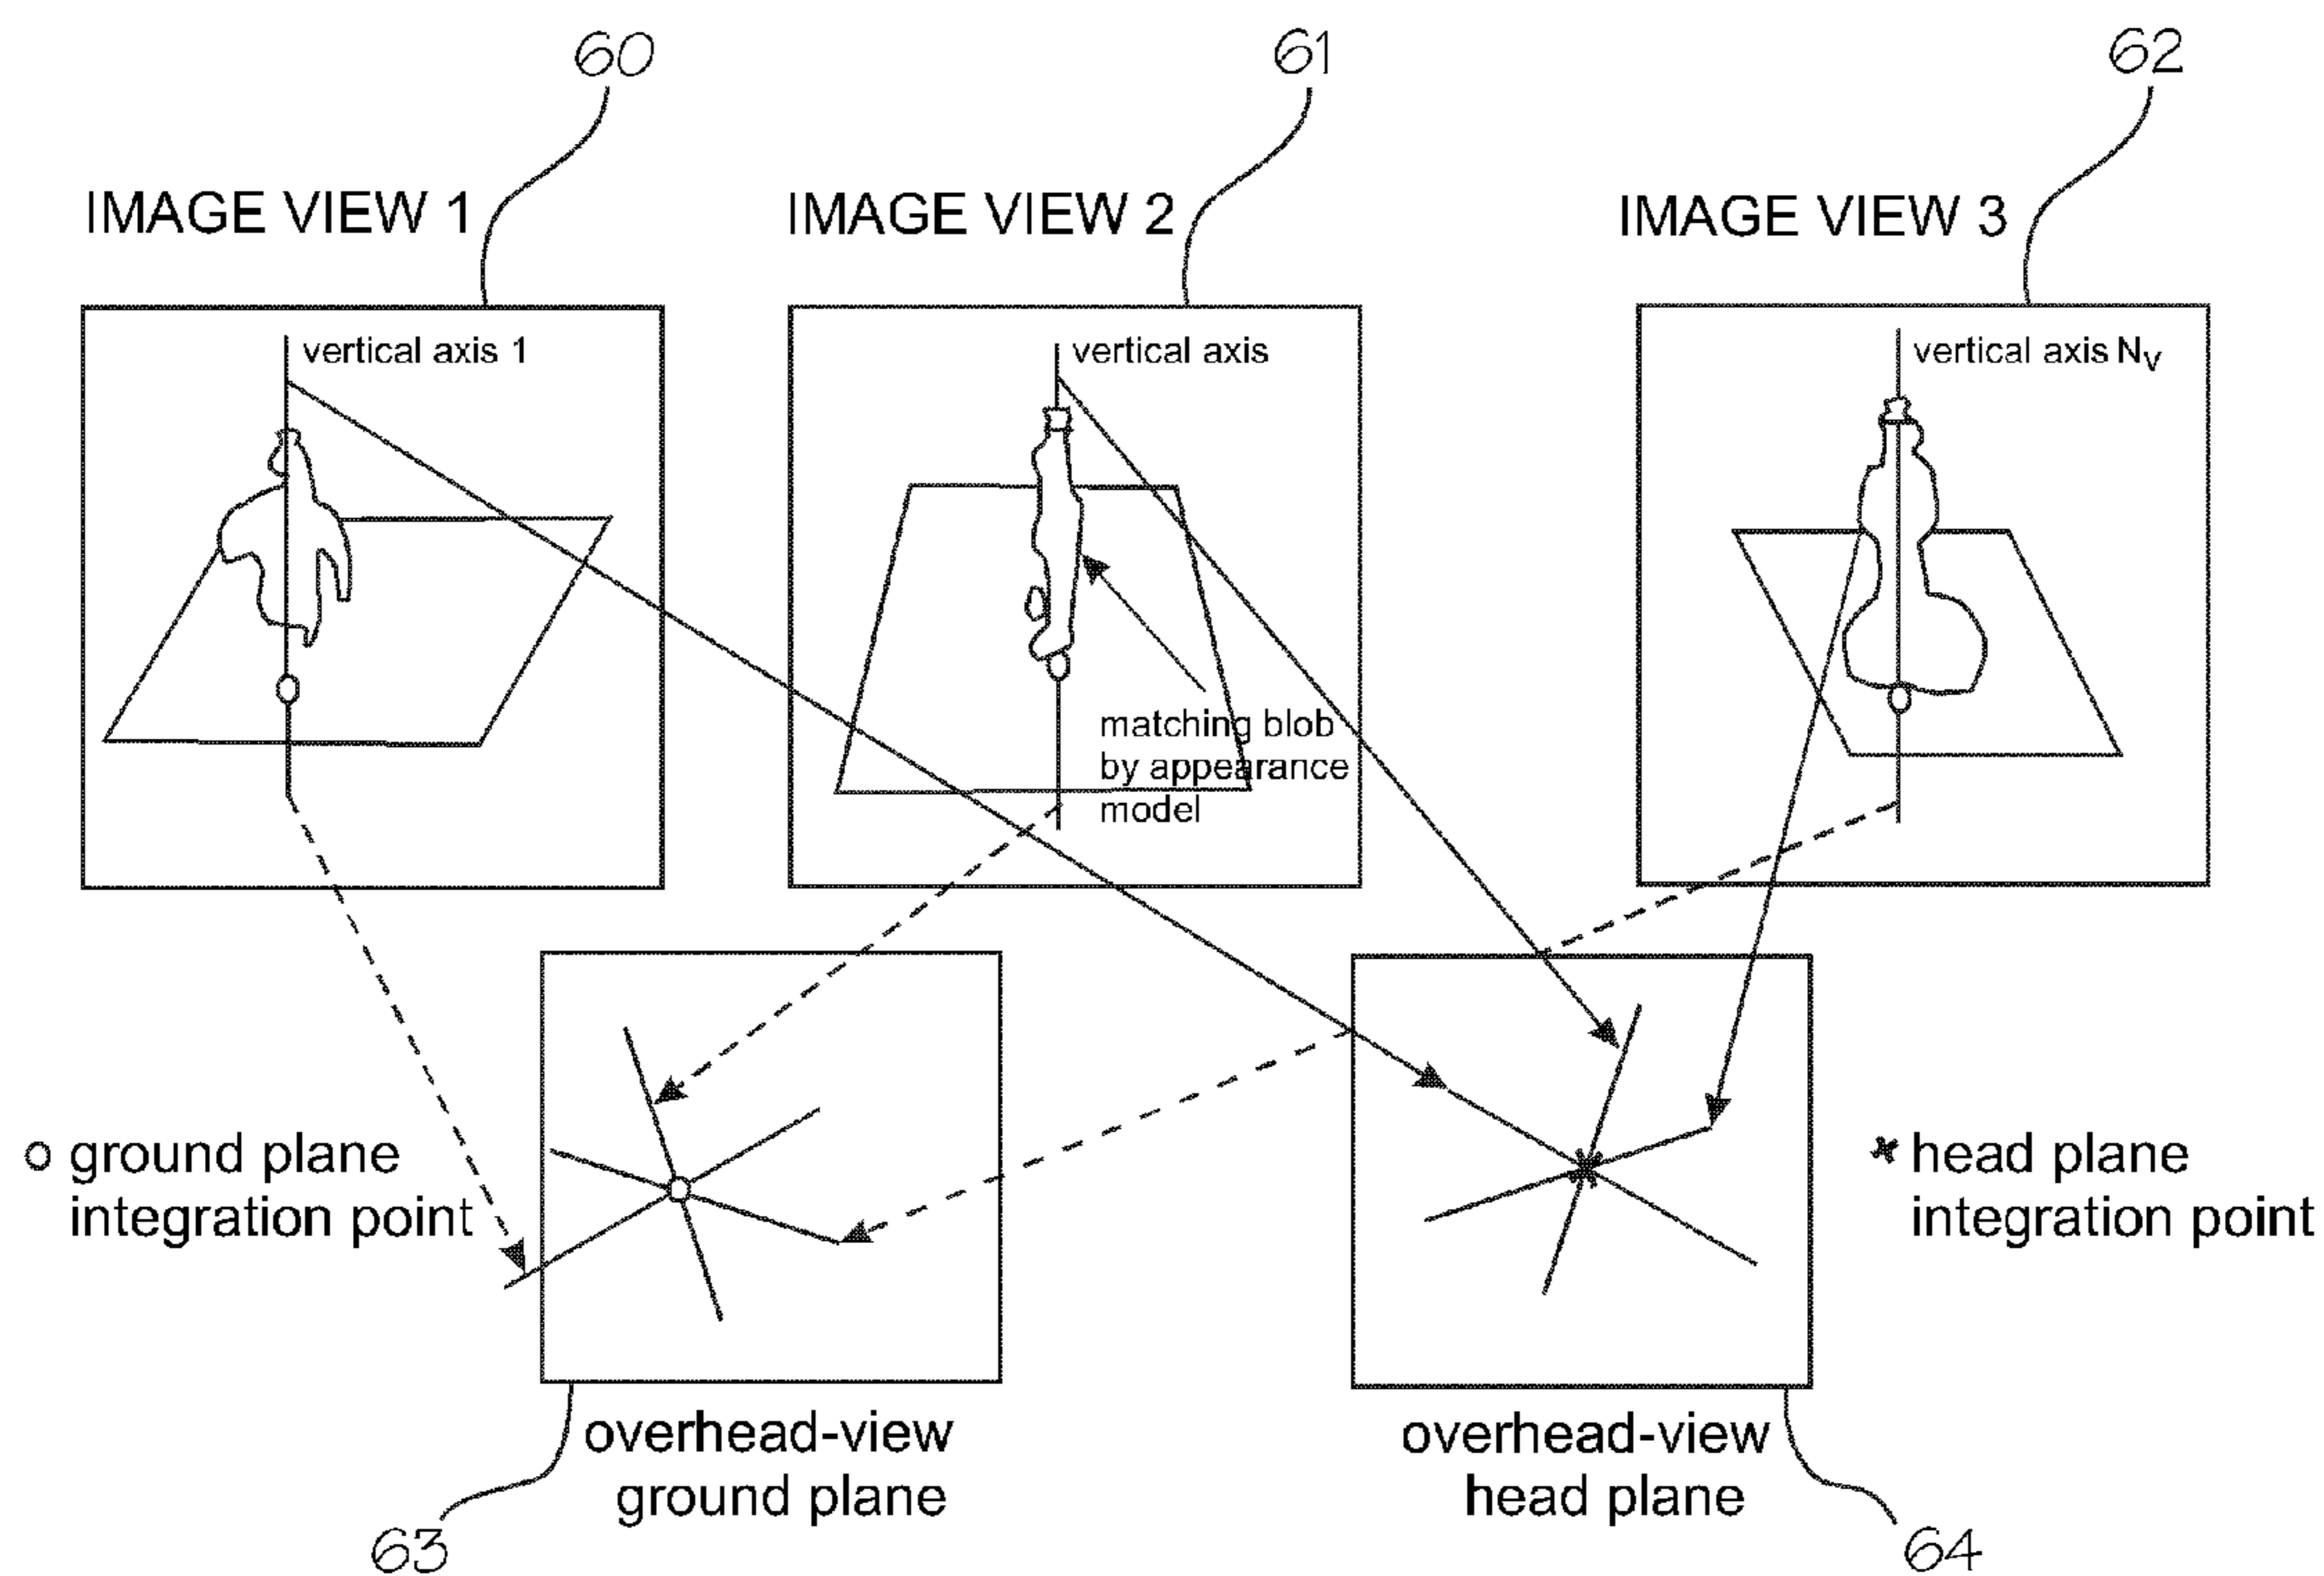 60
61
62
IMAGE VIEW 1
IMAGE VIEW 2
IMAGE VIEW 3
vertical axis 1
vertical axis
vertical axis NV
matching blob
by appearance
model
ground plane
integration point
head plane
integration point
overhead-view
ground plane
overhead-view
head plane
63
64